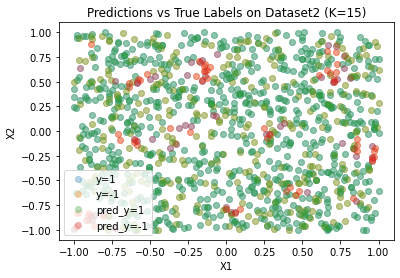 Predictions vs True Labels on Dataset2 (K=15)
1.00
0.75
0.50
0.25
0.00
−0.25
−0.50
−0.75
−1.00
X2
y=1
y=-1
pred_y=1
pred_y=-1
−1.00 −0.75 −0.50 −0.25 0.00 0.25 0.50 0.75 1.00
X1